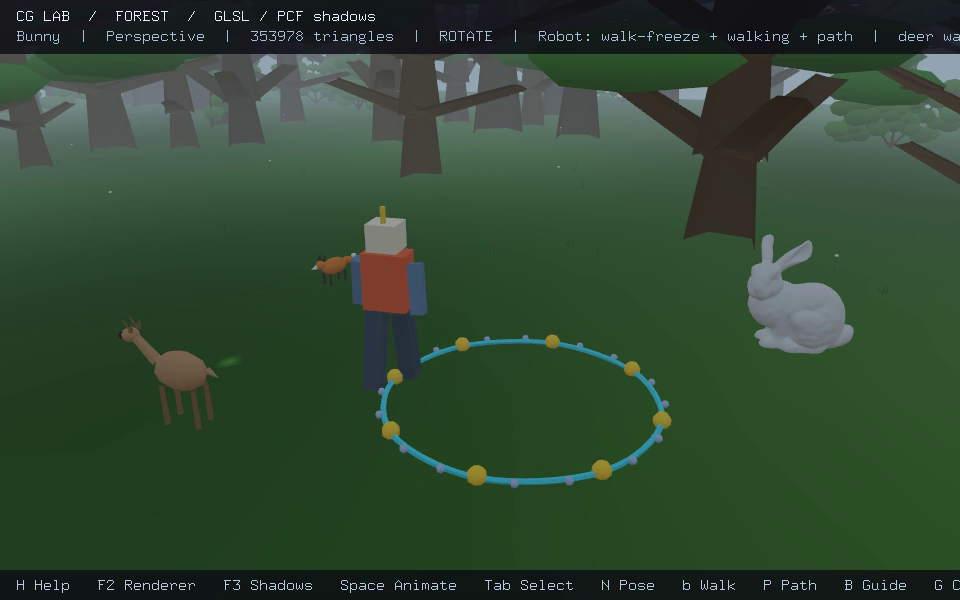 CG LAB / FOREST / GLSL / PCF shadows
Bunny | Perspective | 353978 triangles | ROTATE | Robot: walk-freeze + walking + path | deer wa
H Help F2 Renderer F3 Shadows Space Animate Tab Select N Pose b Walk P Path B Guide G C